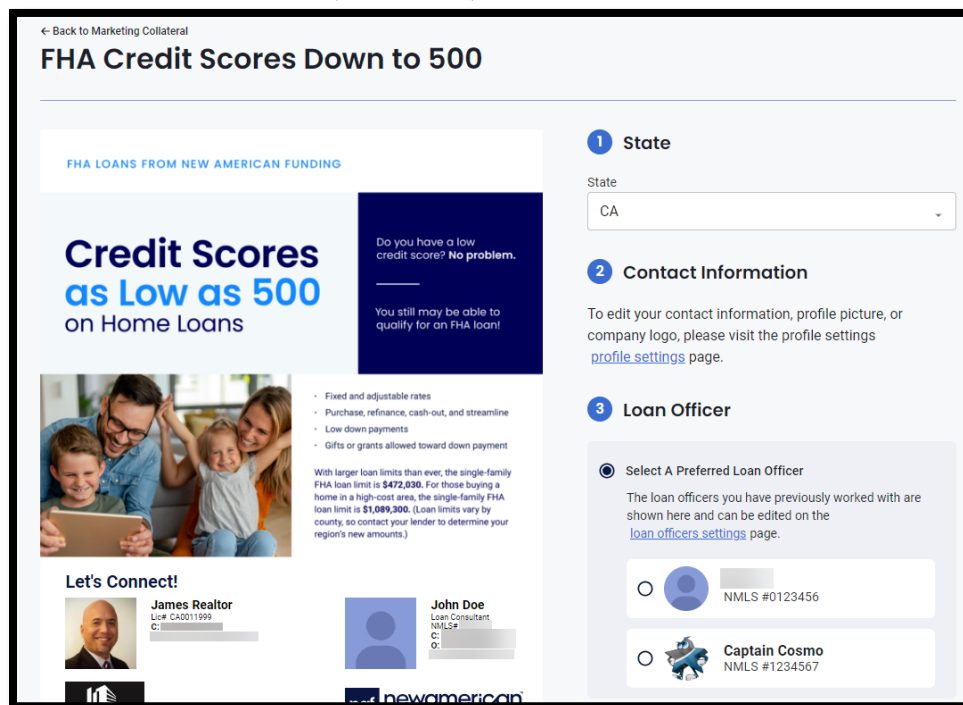 ← Back to Marketing Collateral
FHA Credit Scores Down to 500
FHA LOANS FROM NEW AMERICAN FUNDING
Credit Scores
as Low as 500
on Home Loans
Do you have a low
credit score? No problem.
You still may be able to
qualify for an FHA loan!
· Fixed and adjustable rates
· Purchase, refinance, cash-out, and streamline
· Low down payments
· Gifts or grants allowed toward down payment
With larger loan limits than ever, the single-family
FHA loan limit is $472,030. For those buying a
home in a high-cost area, the single-family FHA
loan limit is $1,089,300. (Loan limits vary by
county, so contact your lender to determine your
region's new amounts.)
Let's Connect!
James Realtor
Lic# CA0011999
C:
John Doe
Loan Consultant
NMLS#
C:
O:
newamerican
1 State
State
CA
2 Contact Information
To edit your contact information, profile picture, or
company logo, please visit the profile settings
profile settings page.
3 Loan Officer
Select A Preferred Loan Officer
The loan officers you have previously worked with are
shown here and can be edited on the
loan officers settings page.
NMLS #0123456
Captain Cosmo
NMLS #1234567